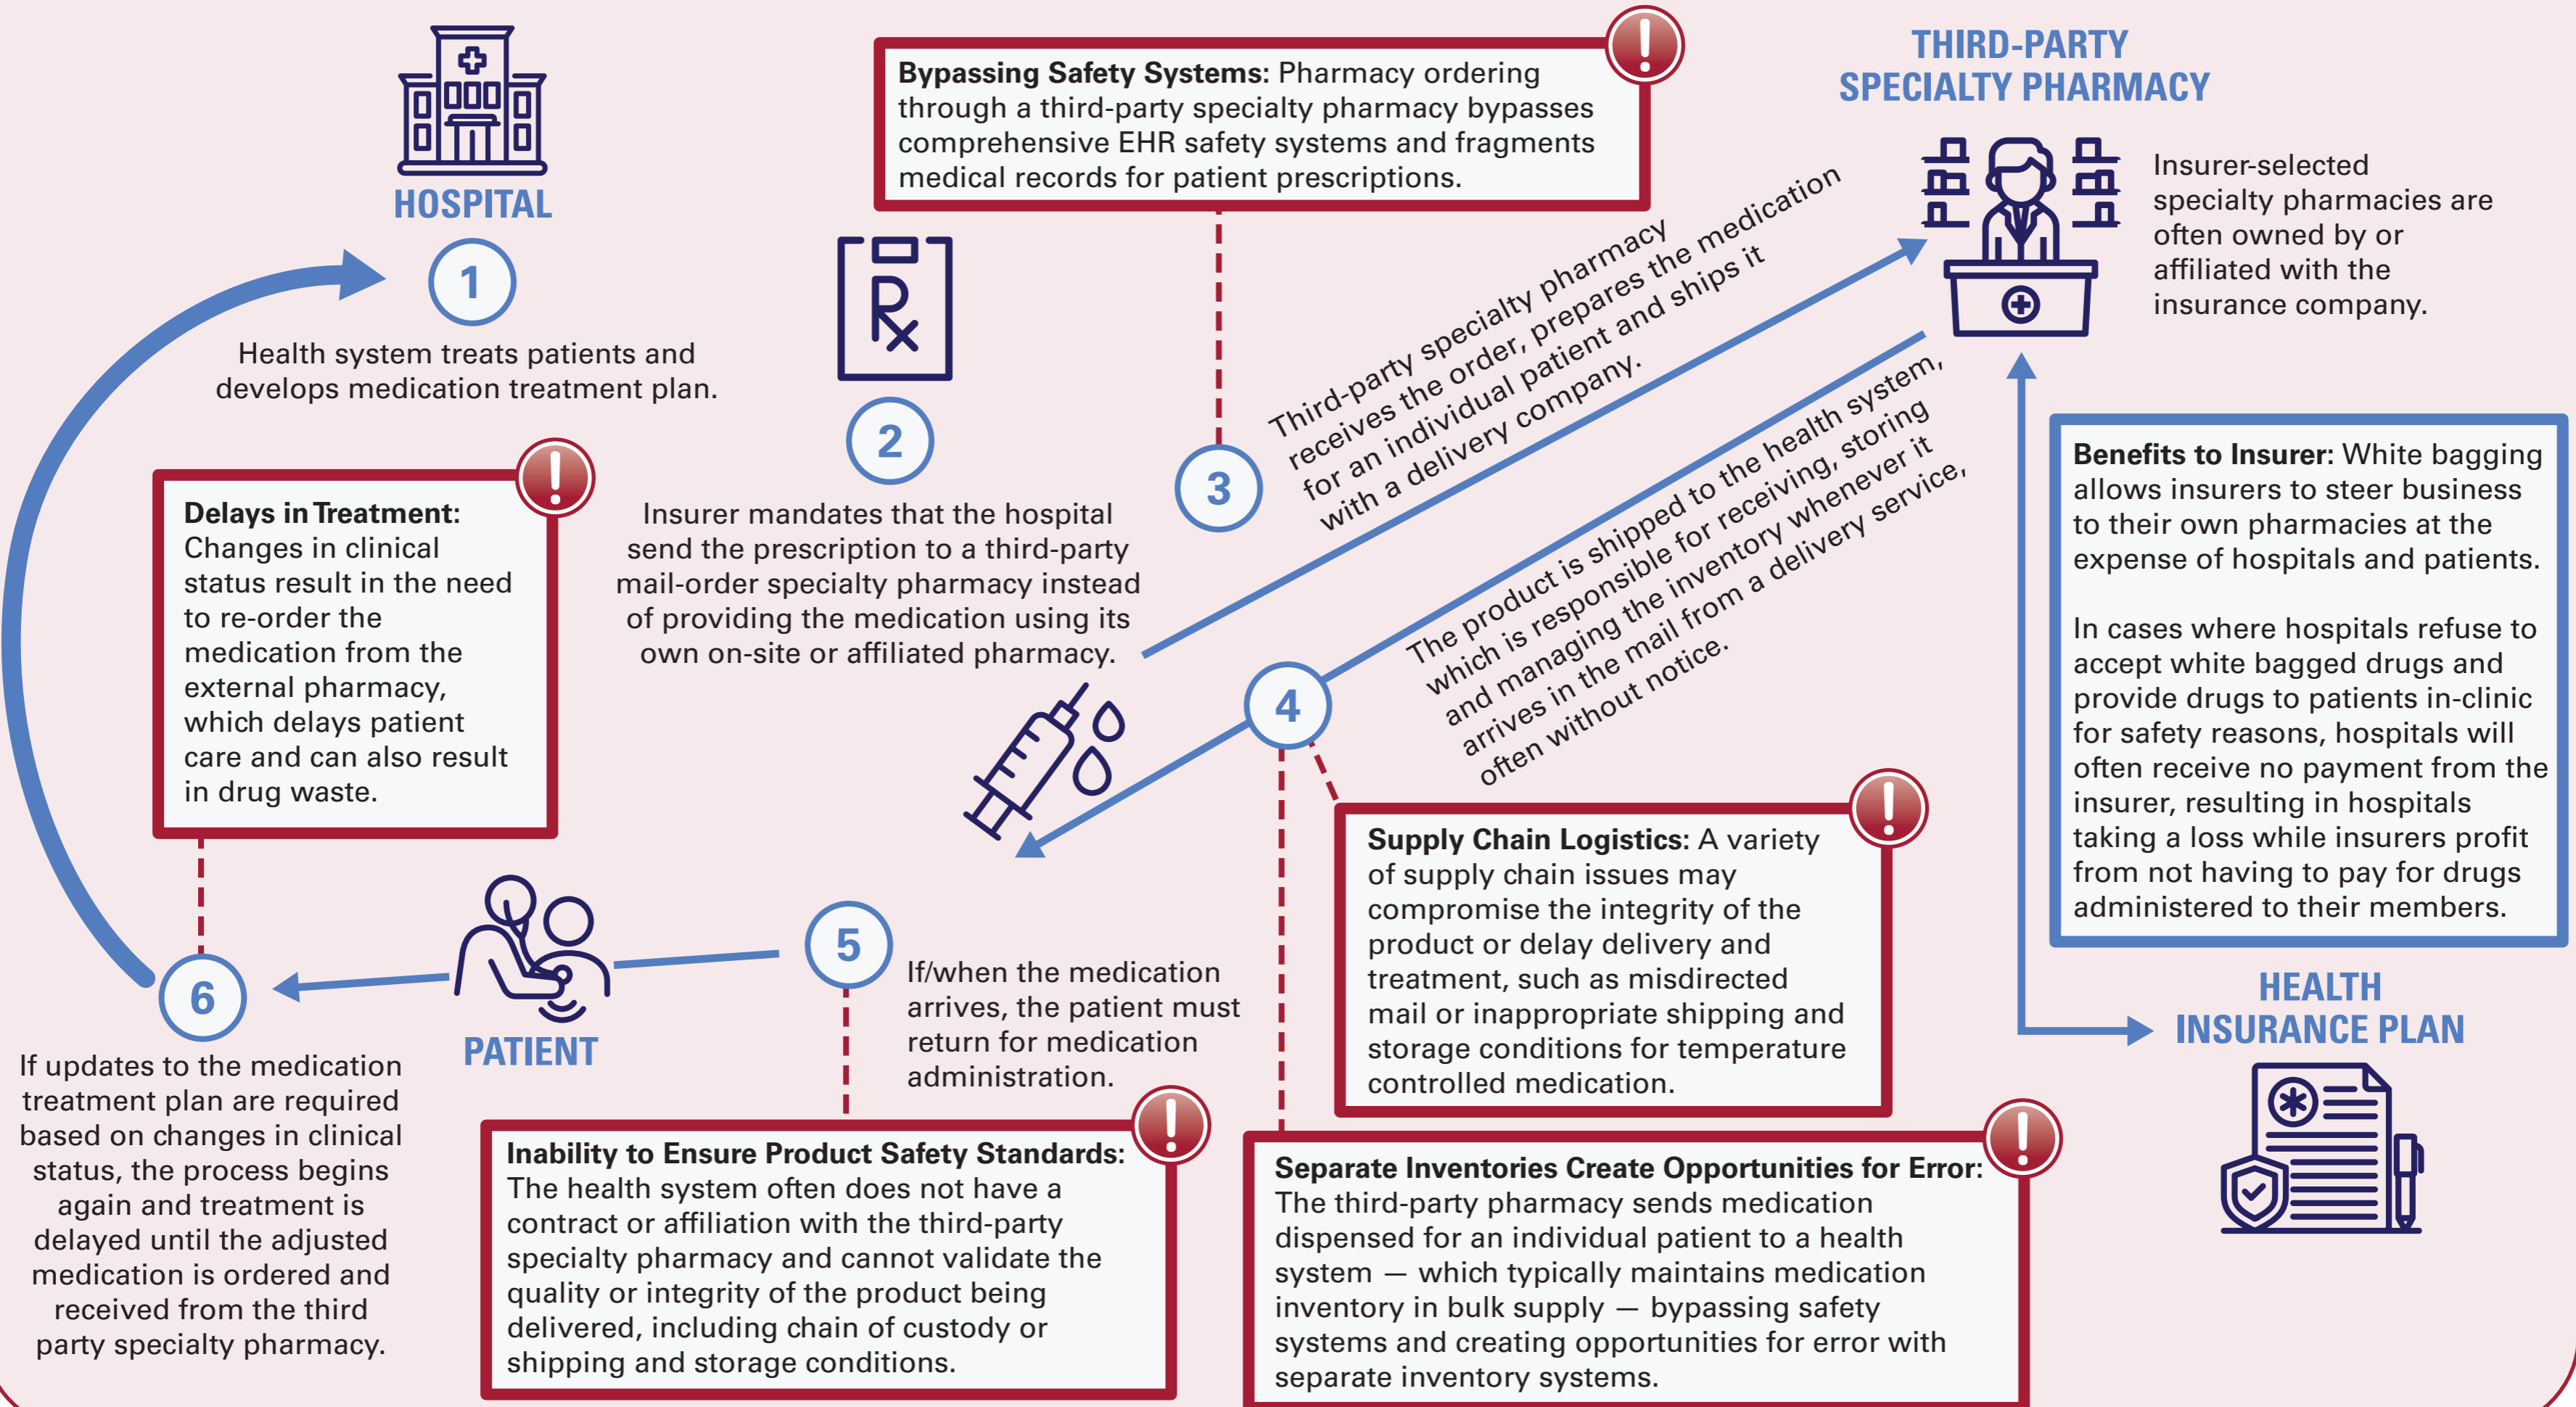 HOSPITAL
1
Health system treats patients and
develops medication treatment plan.
Rx
2
Insurer mandates that the hospital
send the prescription to a third-party
mail-order specialty pharmacy instead
of providing the medication using its
own on-site or affiliated pharmacy.
Bypassing Safety Systems: Pharmacy ordering
through a third-party specialty pharmacy bypasses
comprehensive EHR safety systems and fragments
medical records for patient prescriptions.
3
Third-party specialty pharmacy
receives the order, prepares the medication
for an individual patient and ships it
with a delivery company.
THIRD-PARTY
SPECIALTY PHARMACY
Insurer-selected
specialty pharmacies are
often owned by or
affiliated with the
insurance company.
4
The product is shipped to the health system,
which is responsible for receiving, storing
and managing the inventory whenever it
arrives in the mail from a delivery service,
often without notice.
Supply Chain Logistics: A variety
of supply chain issues may
compromise the integrity of the
product or delay delivery and
treatment, such as misdirected
mail or inappropriate shipping and
storage conditions for temperature
controlled medication.
Separate Inventories Create Opportunities for Error:
The third-party pharmacy sends medication
dispensed for an individual patient to a health
system — which typically maintains medication
inventory in bulk supply — bypassing safety
systems and creating opportunities for error with
separate inventory systems.
5
If/when the medication
arrives, the patient must
return for medication
administration.
Inability to Ensure Product Safety Standards:
The health system often does not have a
contract or affiliation with the third-party
specialty pharmacy and cannot validate the
quality or integrity of the product being
delivered, including chain of custody or
shipping and storage conditions.
PATIENT
6
If updates to the medication
treatment plan are required
based on changes in clinical
status, the process begins
again and treatment is
delayed until the adjusted
medication is ordered and
received from the third
party specialty pharmacy.
Delays in Treatment:
Changes in clinical
status result in the need
to re-order the
medication from the
external pharmacy,
which delays patient
care and can also result
in drug waste.
Benefits to Insurer: White bagging
allows insurers to steer business
to their own pharmacies at the
expense of hospitals and patients.
In cases where hospitals refuse to
accept white bagged drugs and
provide drugs to patients in-clinic
for safety reasons, hospitals will
often receive no payment from the
insurer, resulting in hospitals
taking a loss while insurers profit
from not having to pay for drugs
administered to their members.
HEALTH
INSURANCE PLAN